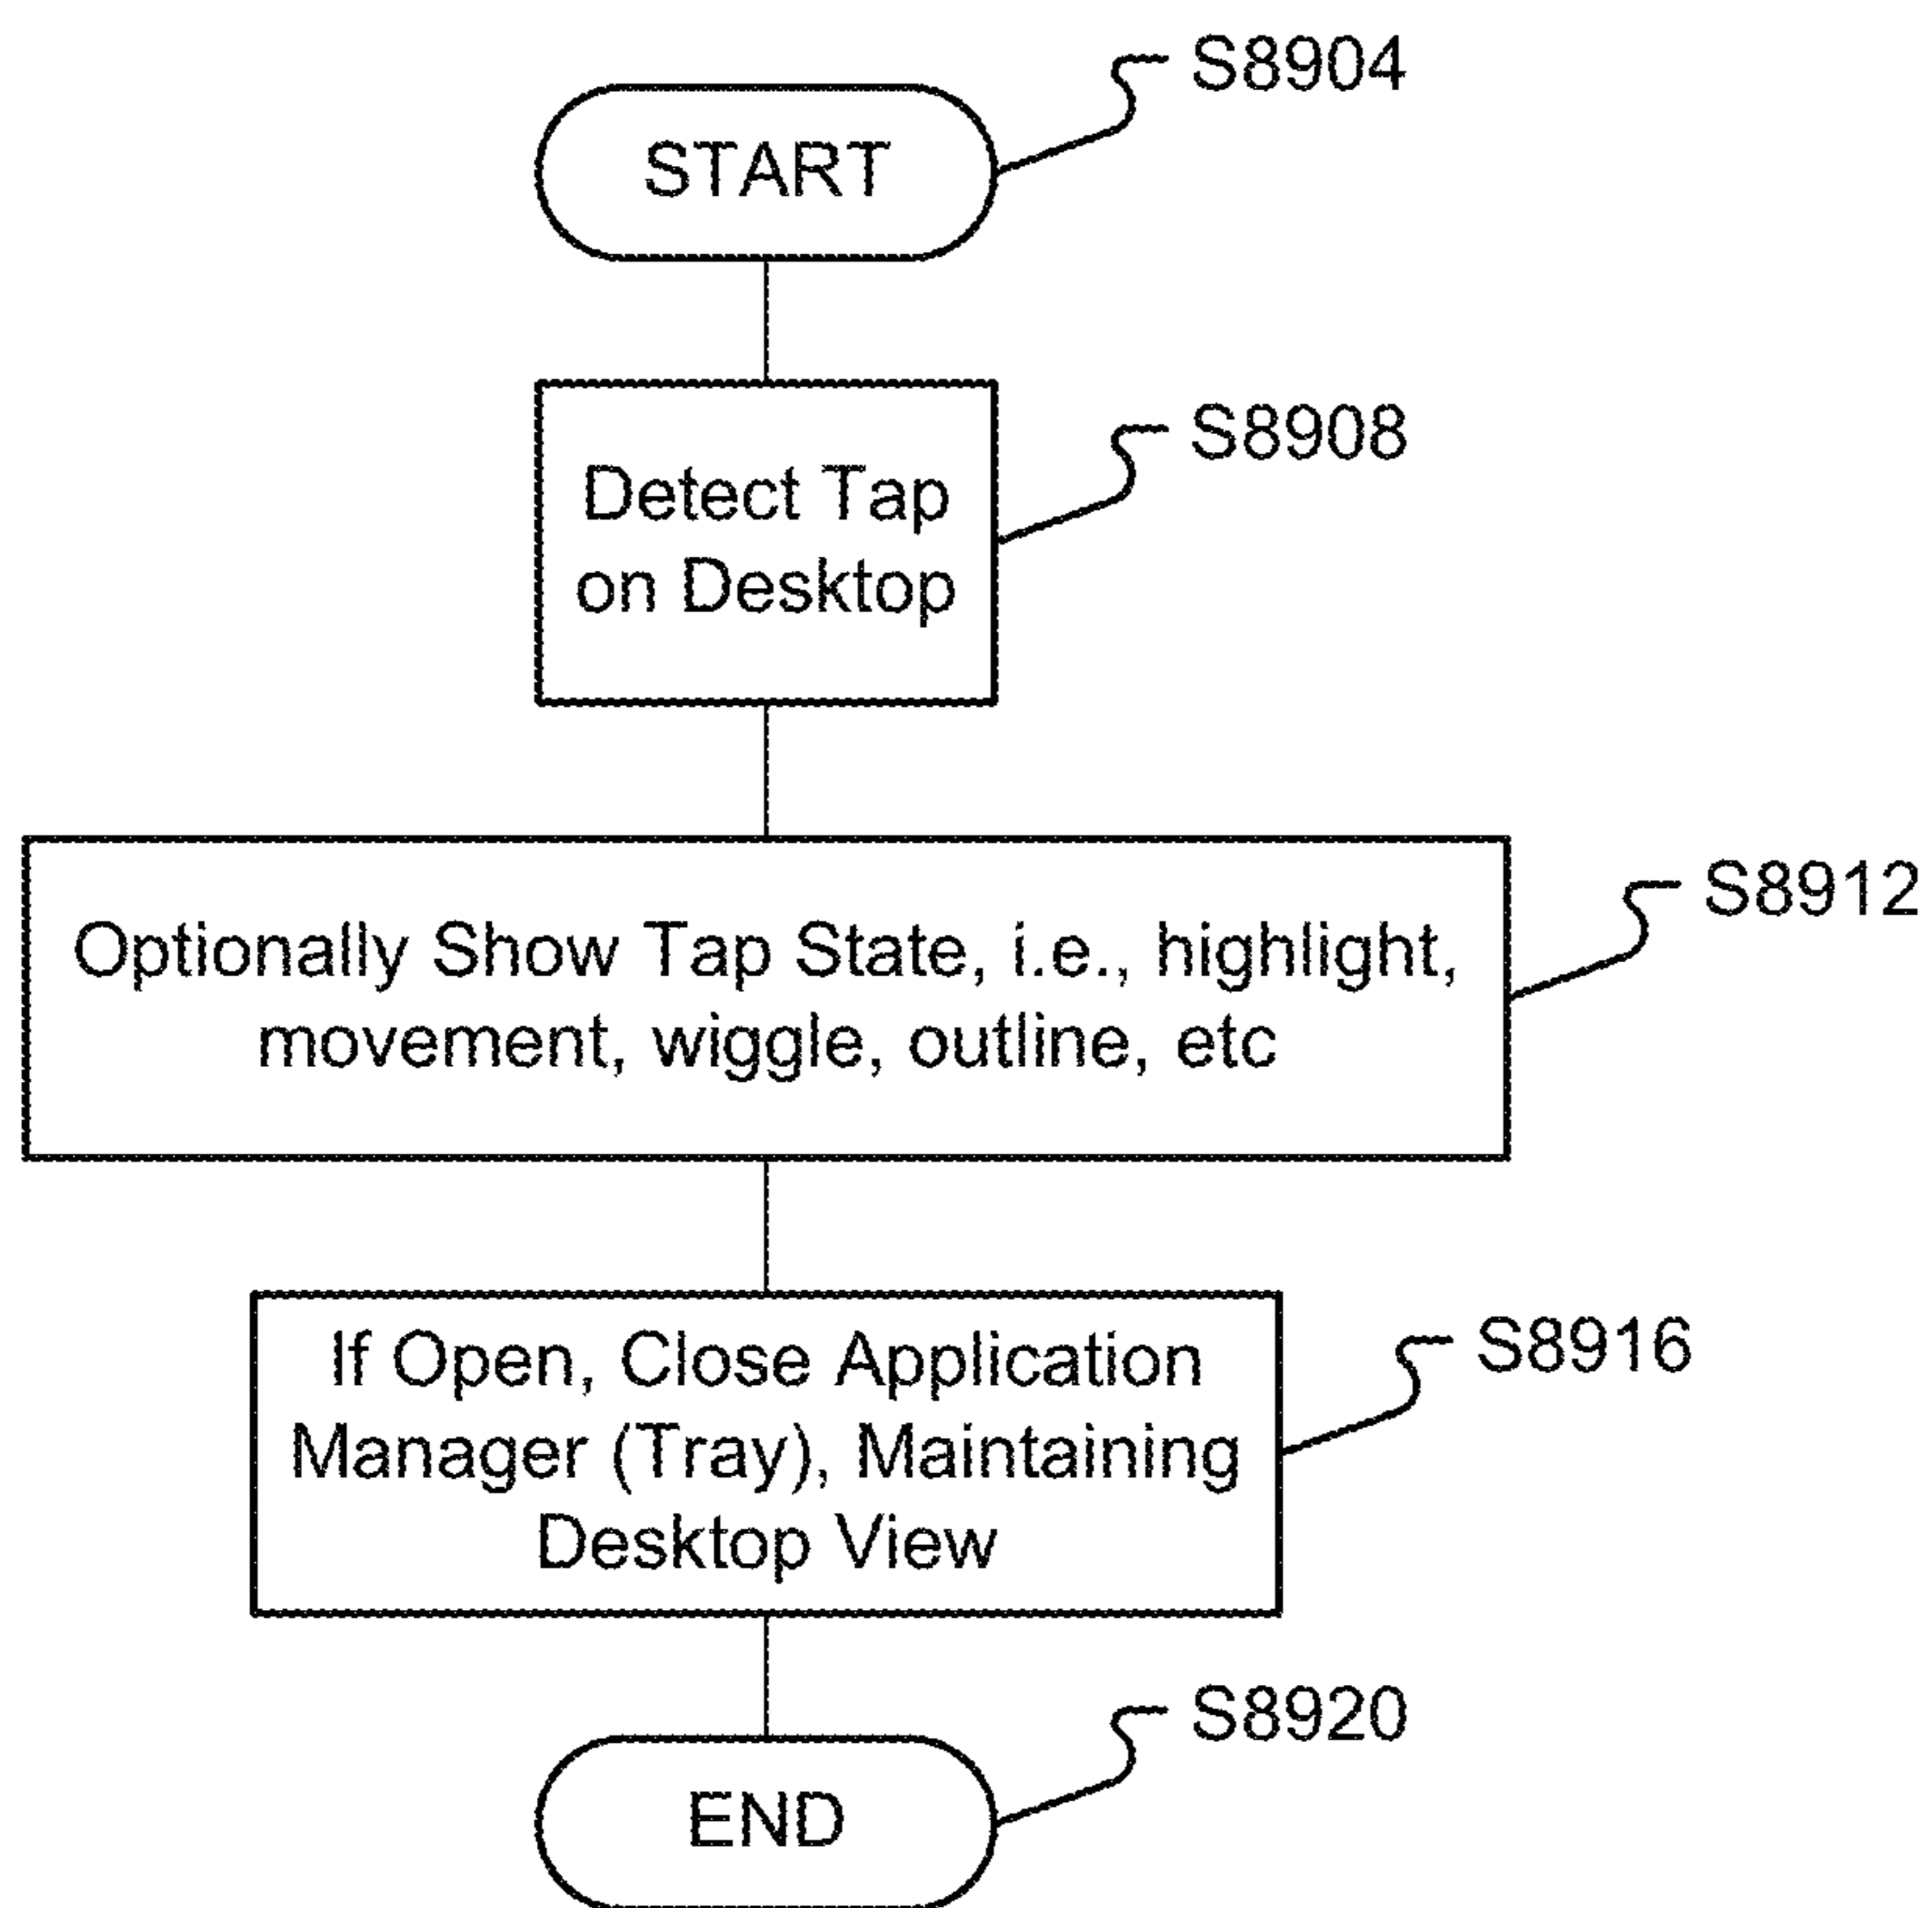 S8904
START
S8908
Detect Tap
on Desktop
S8912
Optionally Show Tap State, i.e., highlight,
movement, wiggle, outline, etc
S8916
If Open, Close Application
Manager (Tray), Maintaining
Desktop View
S8920
END